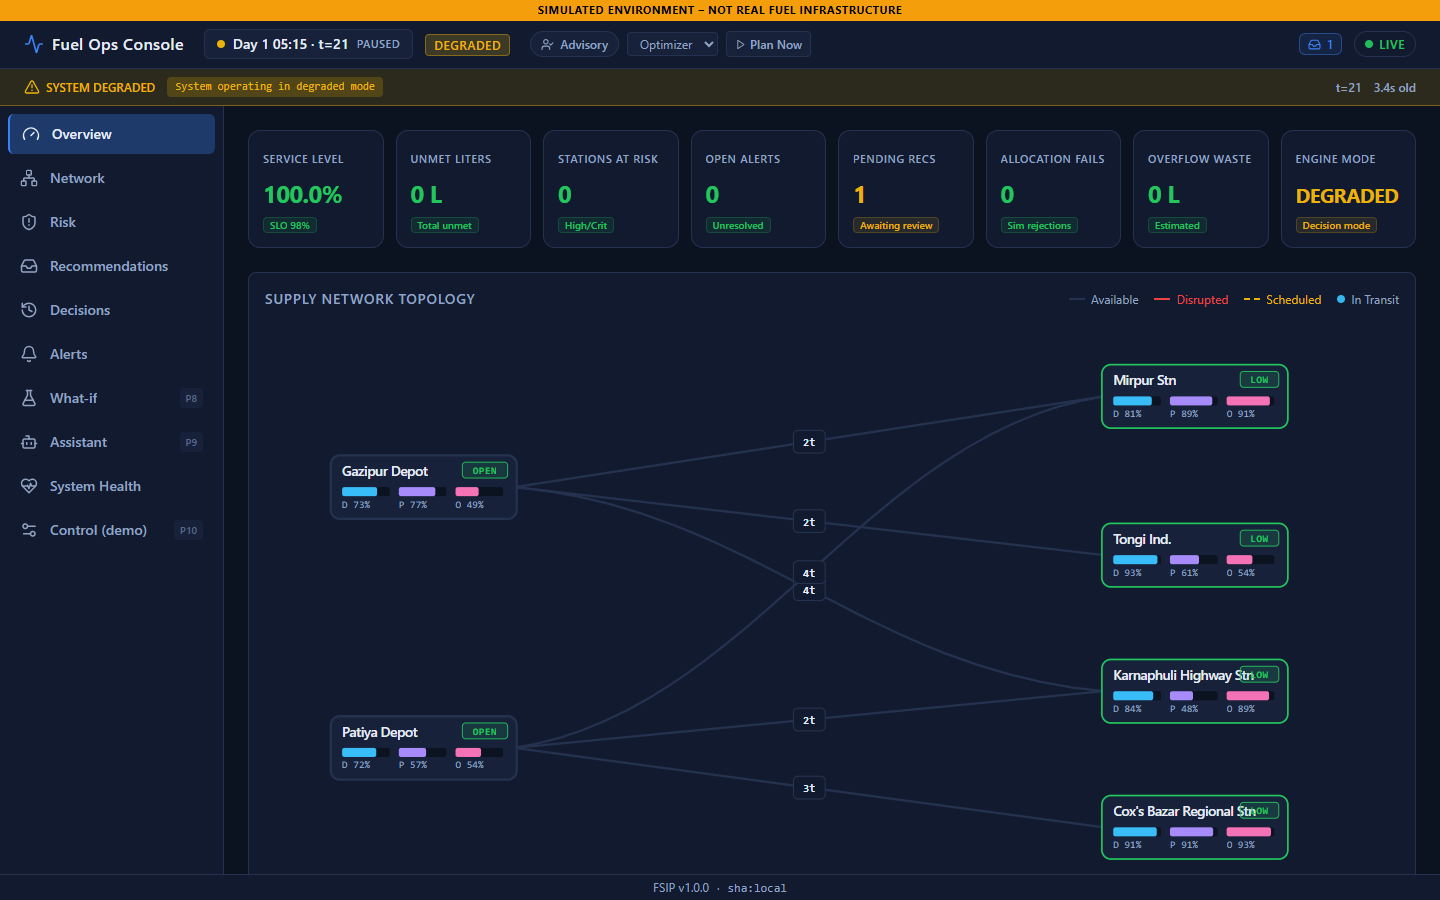 SIMULATED ENVIRONMENT – NOT REAL FUEL INFRASTRUCTURE
Fuel Ops Console
Day 1 05:15 · t=21 PAUSED
DEGRADED
Advisory
Optimizer
Plan Now
1
LIVE
SYSTEM DEGRADED
System operating in degraded mode
t=21 3.4s old
Overview
Network
Risk
Recommendations
Decisions
Alerts
What-if P8
Assistant P9
System Health
Control (demo) P10
SERVICE LEVEL
100.0%
SLO 98%
UNMET LITERS
0 L
Total unmet
STATIONS AT RISK
0
High/Crit
OPEN ALERTS
0
Unresolved
PENDING RECS
1
Awaiting review
ALLOCATION FAILS
0
Sim rejections
OVERFLOW WASTE
0 L
Estimated
ENGINE MODE
DEGRADED
Decision mode
SUPPLY NETWORK TOPOLOGY
Available Disrupted Scheduled In Transit
Gazipur Depot OPEN
D 73% P 77% O 49%
Patiya Depot OPEN
D 72% P 57% O 54%
2t
2t
4t
4t
2t
3t
Mirpur Stn LOW
D 81% P 89% O 91%
Tongi Ind. LOW
D 93% P 61% O 54%
Karnaphuli Highway Stn LOW
D 84% P 48% O 89%
Cox's Bazar Regional Stn LOW
D 91% P 91% O 93%
FSIP v1.0.0 · sha:local